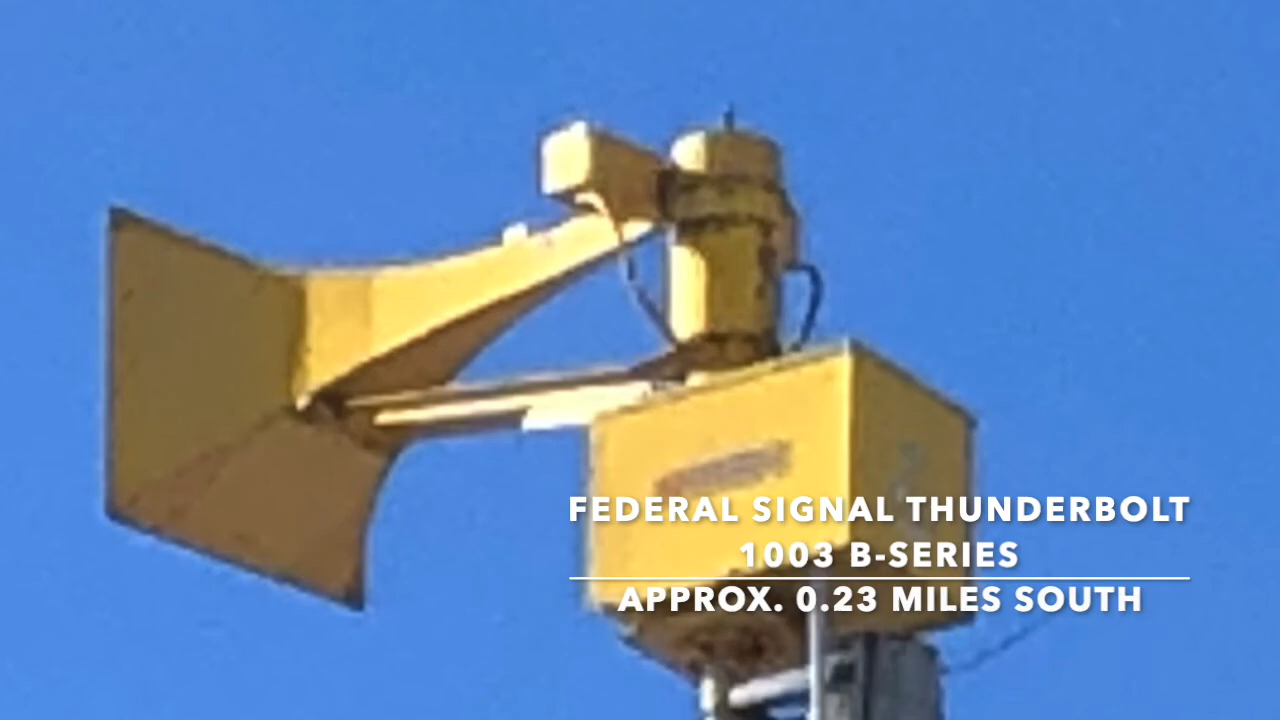 FEDERAL SIGNAL THUNDERBOLT
1003 B-SERIES
APPROX. 0.23 MILES SOUTH